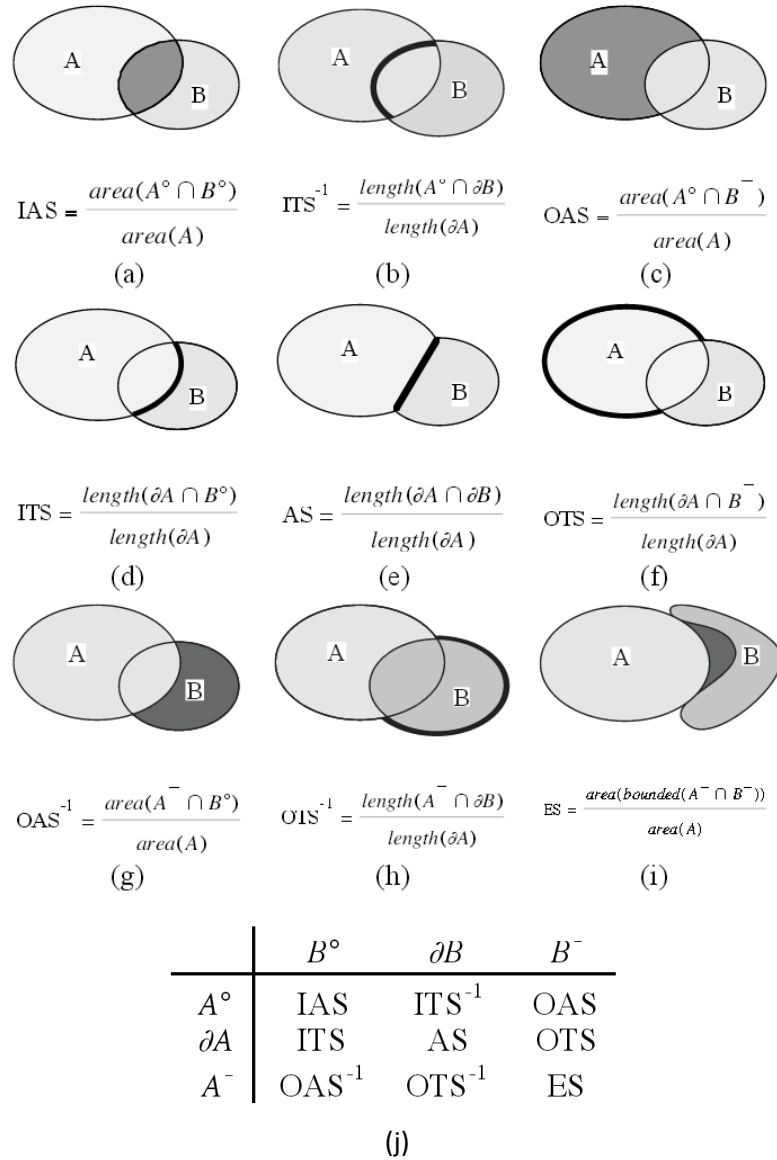 A B A B A B
IAS = area(A° ∩ B°) / area(A) ITS⁻¹ = length(A° ∩ ∂B) / length(∂A) OAS = area(A° ∩ B⁻) / area(A)
(a) (b) (c)
A B A B A B
ITS = length(∂A ∩ B°) / length(∂A) AS = length(∂A ∩ ∂B) / length(∂A) OTS = length(∂A ∩ B⁻) / length(∂A)
(d) (e) (f)
A B A B A B
OAS⁻¹ = area(A⁻ ∩ B°) / area(A) OTS⁻¹ = length(A⁻ ∩ ∂B) / length(∂A) ES = area(bounded(A⁻ ∩ B⁻)) / area(A)
(g) (h) (i)
B° ∂B B⁻
A° IAS ITS⁻¹ OAS
∂A ITS AS OTS
A⁻ OAS⁻¹ OTS⁻¹ ES
(j)